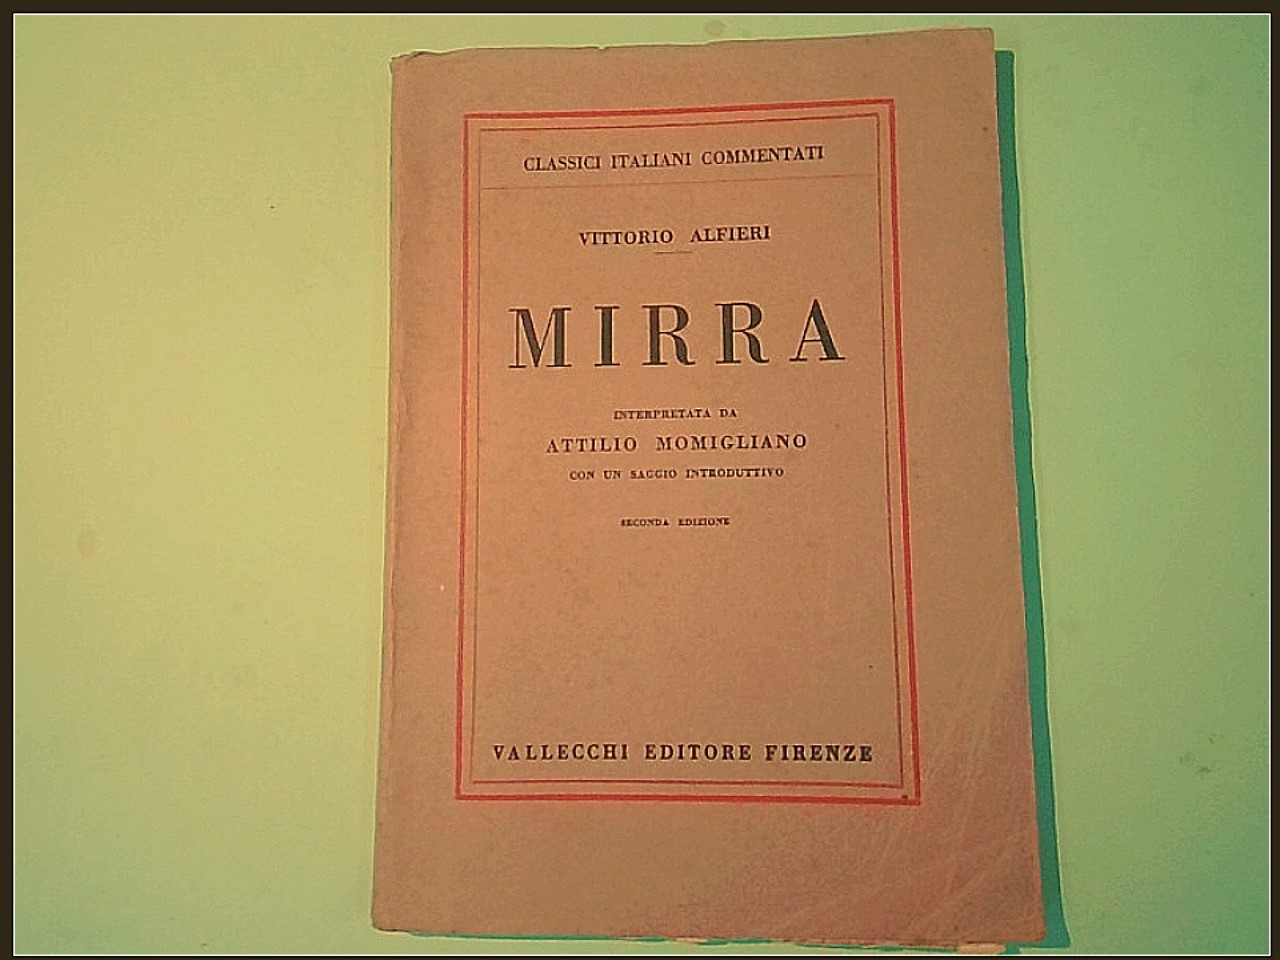 CLASSICI ITALIANI COMMENTATI
VITTORIO ALFIERI
MIRRA
INTERPRETATA DA
ATTILIO MOMIGLIANO
CON UN SAGGIO INTRODUTTIVO
SECONDA EDIZIONE
VALLECCHI EDITORE FIRENZE